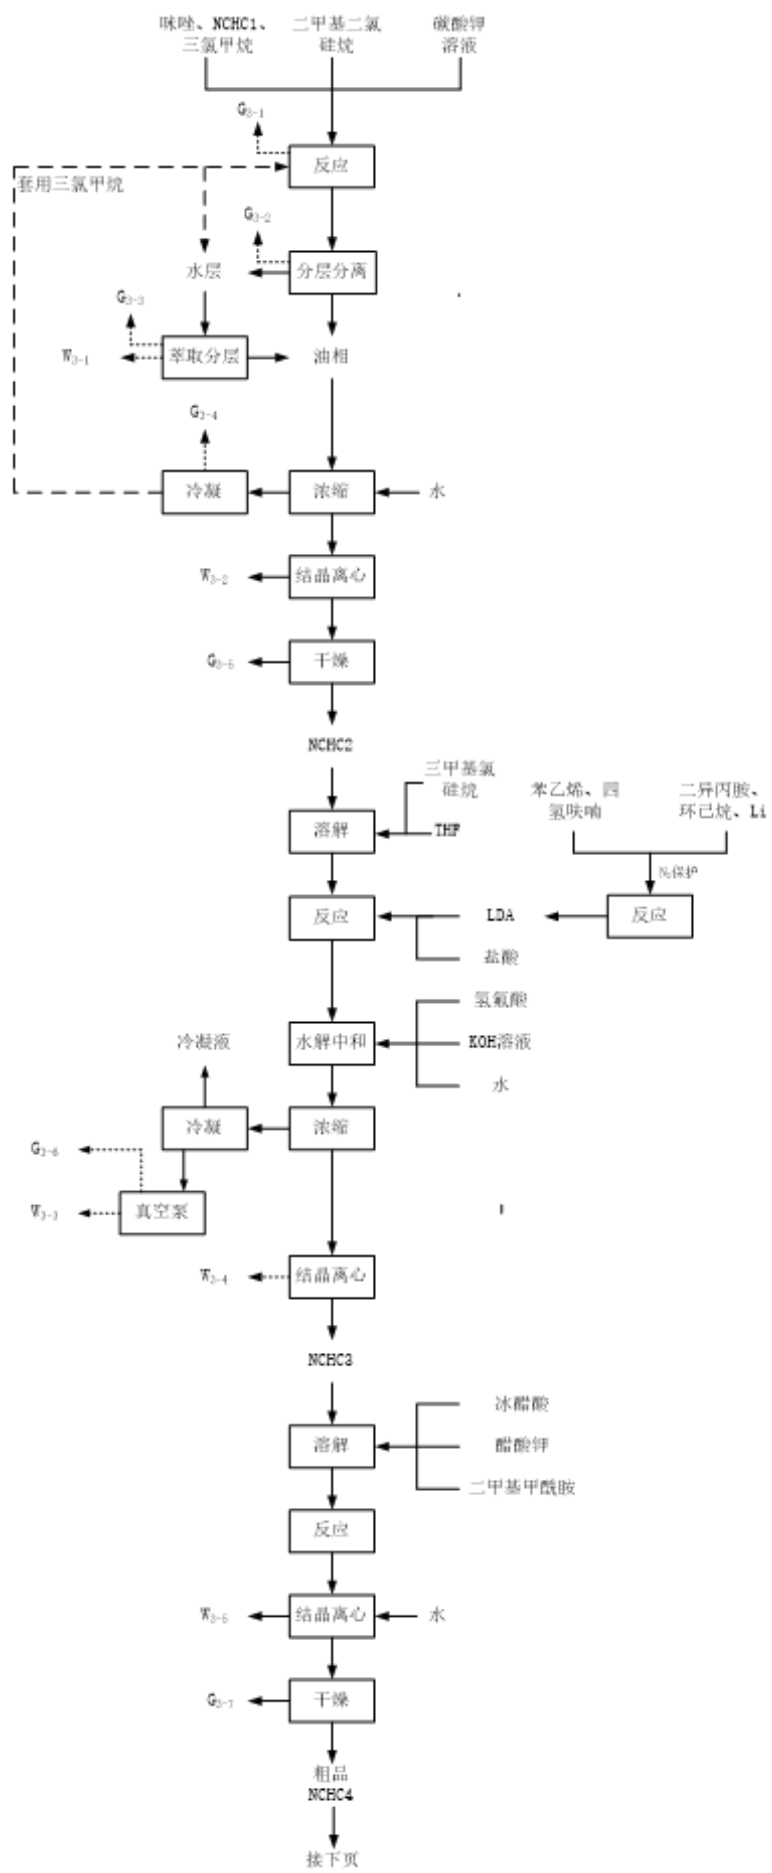 咪唑、NCHC1、
三氯甲烷
二甲基二氯
硅烷
碳酸钾
溶液
G₃₋₁
反应
套用三氯甲烷
G₃₋₂
水层
分层分离
G₃₋₃
W₃₋₁
萃取分层
油相
G₃₋₄
冷凝
浓缩
水
W₃₋₂
结晶离心
G₃₋₅
干燥
NCHC2
三甲基氯
硅烷
苯乙烯、四
氢呋喃
二异丙胺、
环己烷、Li
溶解
THF
N₂保护
反应
LDA
反应
盐酸
氢氟酸
冷凝液
水解中和
KOH溶液
水
冷凝
浓缩
G₃₋₆
W₃₋₃
真空泵
W₃₋₄
结晶离心
NCHC3
冰醋酸
溶解
醋酸钾
二甲基甲酰胺
反应
W₃₋₅
结晶离心
水
G₃₋₇
干燥
粗品
NCHC4
接下页